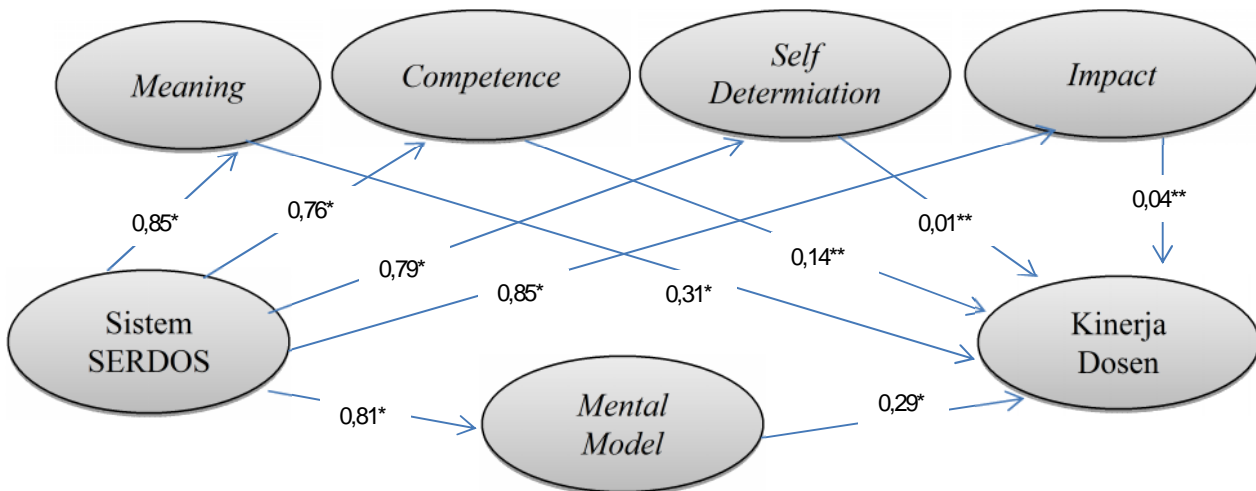 Meaning
Competence
Self
Determiation
Impact
0,85*
0,76*
0,79*
0,85*
0,31*
0,14**
0,01**
0,04**
Sistem
SERDOS
Kinerja
Dosen
0,81*
Mental
Model
0,29*